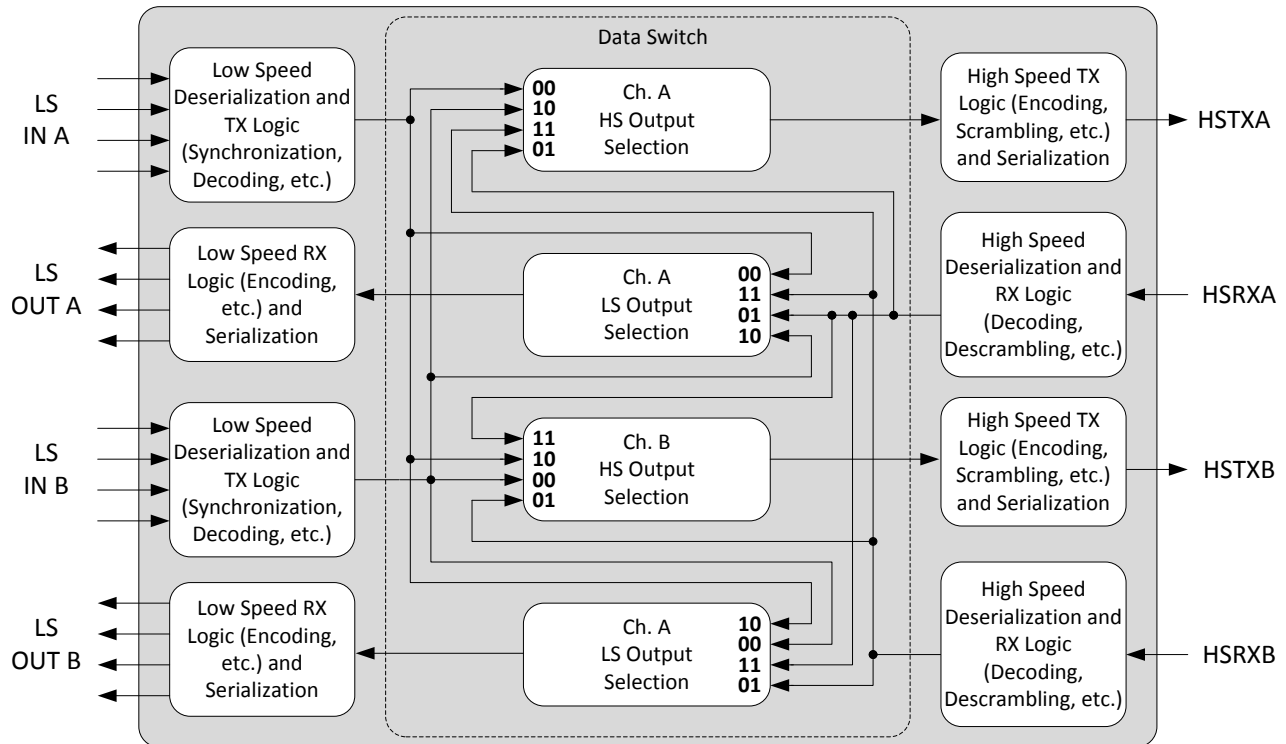 Data Switch
LS
IN A
Low Speed
Deserialization and
TX Logic
(Synchronization,
Decoding, etc.)
00
10
11
01
Ch. A
HS Output
Selection
High Speed TX
Logic (Encoding,
Scrambling, etc.)
and Serialization
HSTXA
LS
OUT A
Low Speed RX
Logic (Encoding,
etc.) and
Serialization
Ch. A
LS Output
Selection
00
11
01
10
High Speed
Deserialization and
RX Logic
(Decoding,
Descrambling, etc.)
HSRXA
LS
IN B
Low Speed
Deserialization and
TX Logic
(Synchronization,
Decoding, etc.)
11
10
00
01
Ch. B
HS Output
Selection
High Speed TX
Logic (Encoding,
Scrambling, etc.)
and Serialization
HSTXB
LS
OUT B
Low Speed RX
Logic (Encoding,
etc.) and
Serialization
Ch. A
LS Output
Selection
10
00
11
01
High Speed
Deserialization and
RX Logic
(Decoding,
Descrambling, etc.)
HSRXB